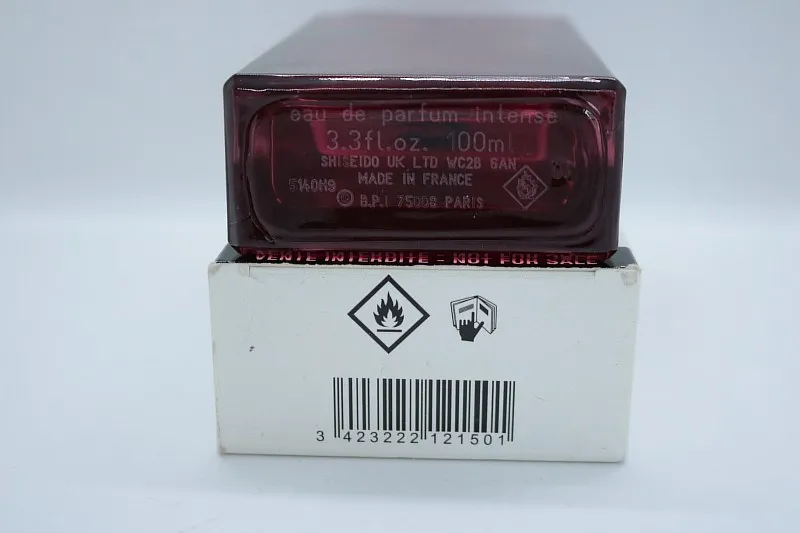 eau de parfum intense
3.3fl.oz. 100ml
SHISEIDO UK LTD WC2B 6AN
MADE IN FRANCE
5140H9
© B.P.I 75008 PARIS
VENTE INTERDITE - NOT FOR SALE
3 423222 121501